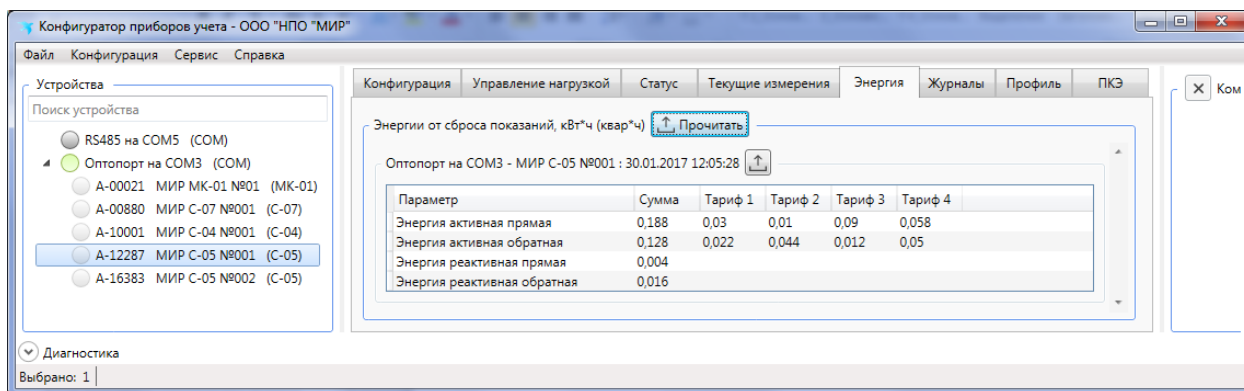 Конфигуратор приборов учета - ООО "НПО "МИР"
Файл Конфигурация Сервис Справка
Устройства
Поиск устройства
RS485 на COM5 (COM)
Оптопорт на COM3 (COM)
А-00021 МИР МК-01 №01 (МК-01)
А-00880 МИР С-07 №001 (С-07)
А-10001 МИР С-04 №001 (С-04)
А-12287 МИР С-05 №001 (С-05)
А-16383 МИР С-05 №002 (С-05)
Конфигурация Управление нагрузкой Статус Текущие измерения Энергия Журналы Профиль ПКЭ
Энергии от сброса показаний, кВт*ч (квар*ч) Прочитать
Оптопорт на COM3 - МИР С-05 №001 : 30.01.2017 12:05:28
Параметр Сумма Тариф 1 Тариф 2 Тариф 3 Тариф 4
Энергия активная прямая 0,188 0,03 0,01 0,09 0,058
Энергия активная обратная 0,128 0,022 0,044 0,012 0,05
Энергия реактивная прямая 0,004
Энергия реактивная обратная 0,016
Ком
Диагностика
Выбрано: 1